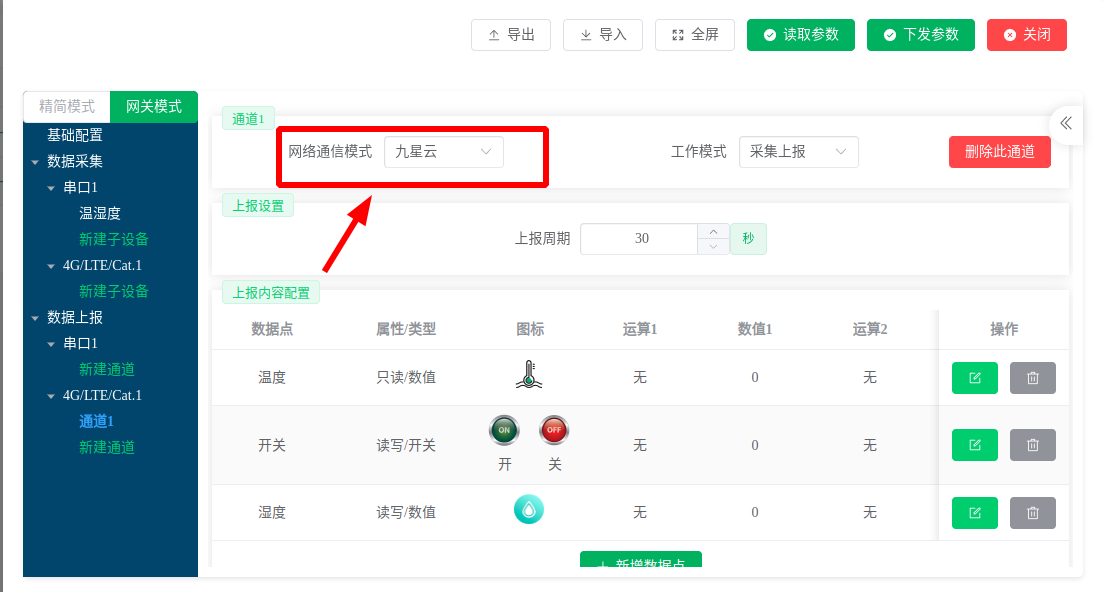 导出 导入 全屏 读取参数 下发参数 关闭
精简模式 网关模式
基础配置
数据采集
串口1
温湿度
新建子设备
4G/LTE/Cat.1
新建子设备
数据上报
串口1
新建通道
4G/LTE/Cat.1
通道1
新建通道
通道1
网络通信模式 九星云 工作模式 采集上报 删除此通道
上报设置
上报周期 30 秒
上报内容配置
数据点 属性/类型 图标 运算1 数值1 运算2 操作
温度 只读/数值 无 0 无
开关 读写/开关 ON OFF 无 0 无
开 关
湿度 读写/数值 无 0 无
+ 新增数据点